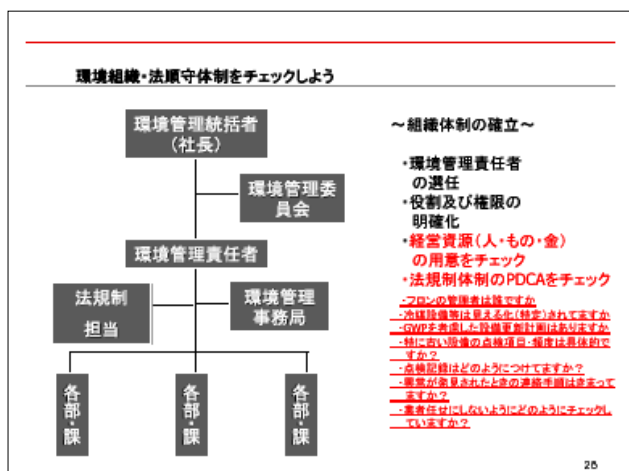 環境組織・法順守体制をチェックしよう
環境管理統括者
(社長)
環境管理委
員会
環境管理責任者
法規制
担当
環境管理
事務局
各部・課
各部・課
各部・課
～組織体制の確立～
・環境管理責任者
の選任
・役割及び権限の
明確化
・経営資源(人・もの・金)
の用意をチェック
・法規制体制のPDCAをチェック
・フロンの管理者は誰ですか
・冷媒設備等は見える化(特定)されてますか
・GWPを考慮した設備更新計画はありますか
・特に古い設備の点検項目・頻度は具体的で
すか?
・点検記録はどのようにつけてますか?
・異常が発見されたときの連絡手順はきまって
ますか?
・業者任せにしないようにどのようにチェックし
ていますか?
28